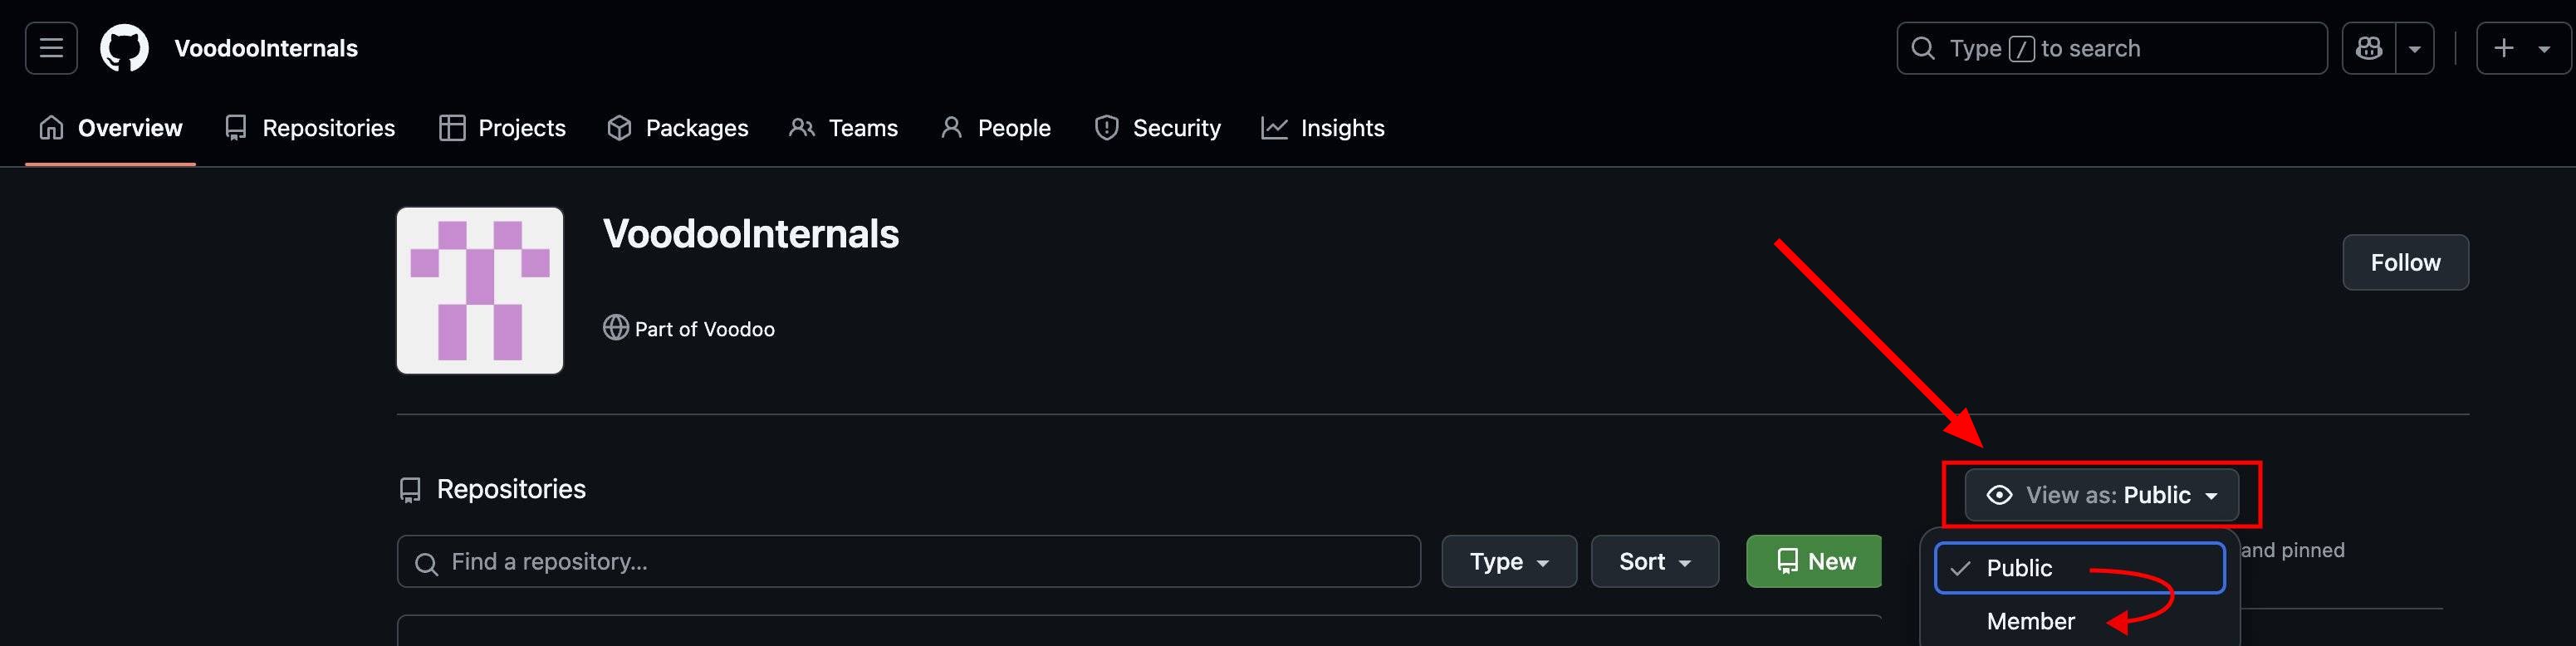 VoodooInternals
Type / to search
Overview Repositories Projects Packages Teams People Security Insights
VoodooInternals
Follow
Part of Voodoo
Repositories
View as: Public
Find a repository... Type Sort New
and pinned
Public
Member